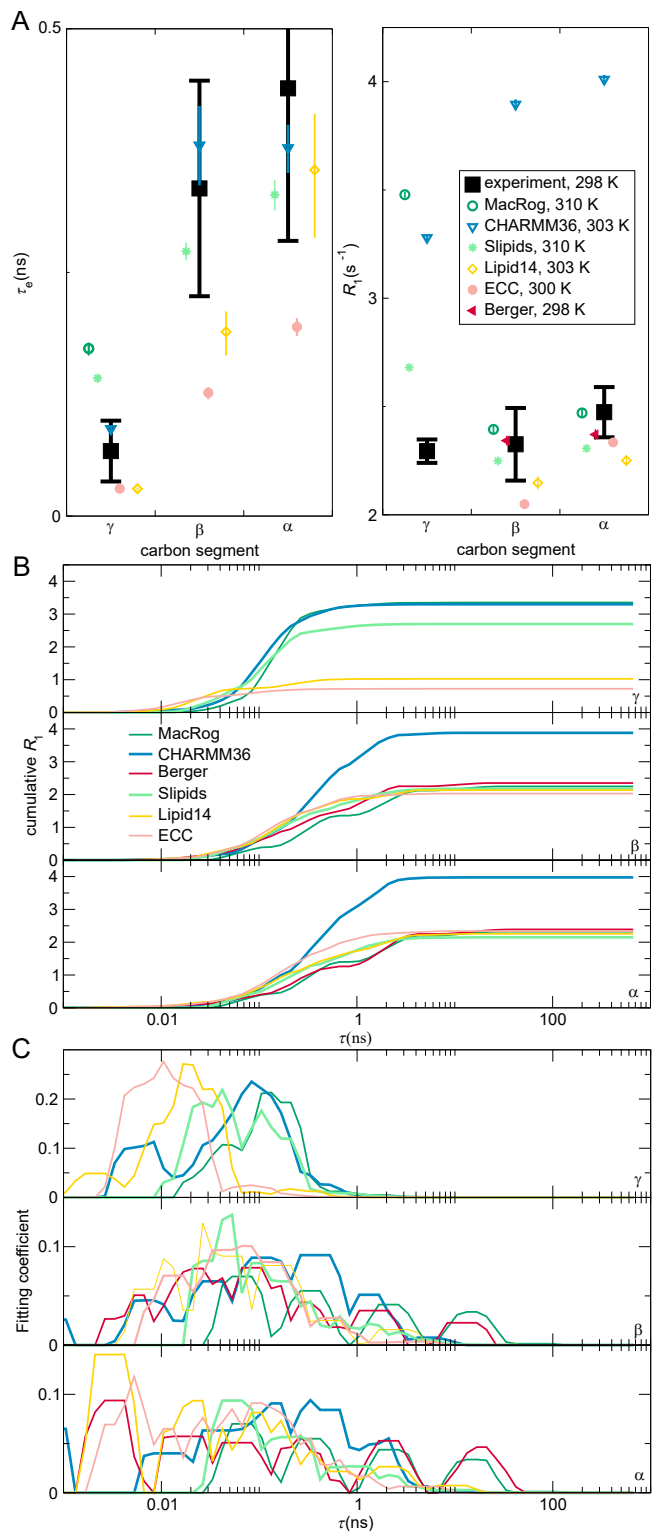 A
0.5
0
τe(ns)
γ
β
α
carbon segment
4
3
2
R1(s⁻¹)
experiment, 298 K
MacRog, 310 K
CHARMM36, 303 K
Slipids, 310 K
Lipid14, 303 K
ECC, 300 K
Berger, 298 K
γ
β
α
carbon segment
B
4
3
2
1
0
γ
cumulative R1
4
3
2
1
0
MacRog
CHARMM36
Berger
Slipids
Lipid14
ECC
β
4
3
2
1
0
α
0.01
1
100
τ(ns)
C
0.2
0.1
0
γ
Fitting coefficient
0.1
0
β
0.1
0
α
0.01
1
100
τ(ns)